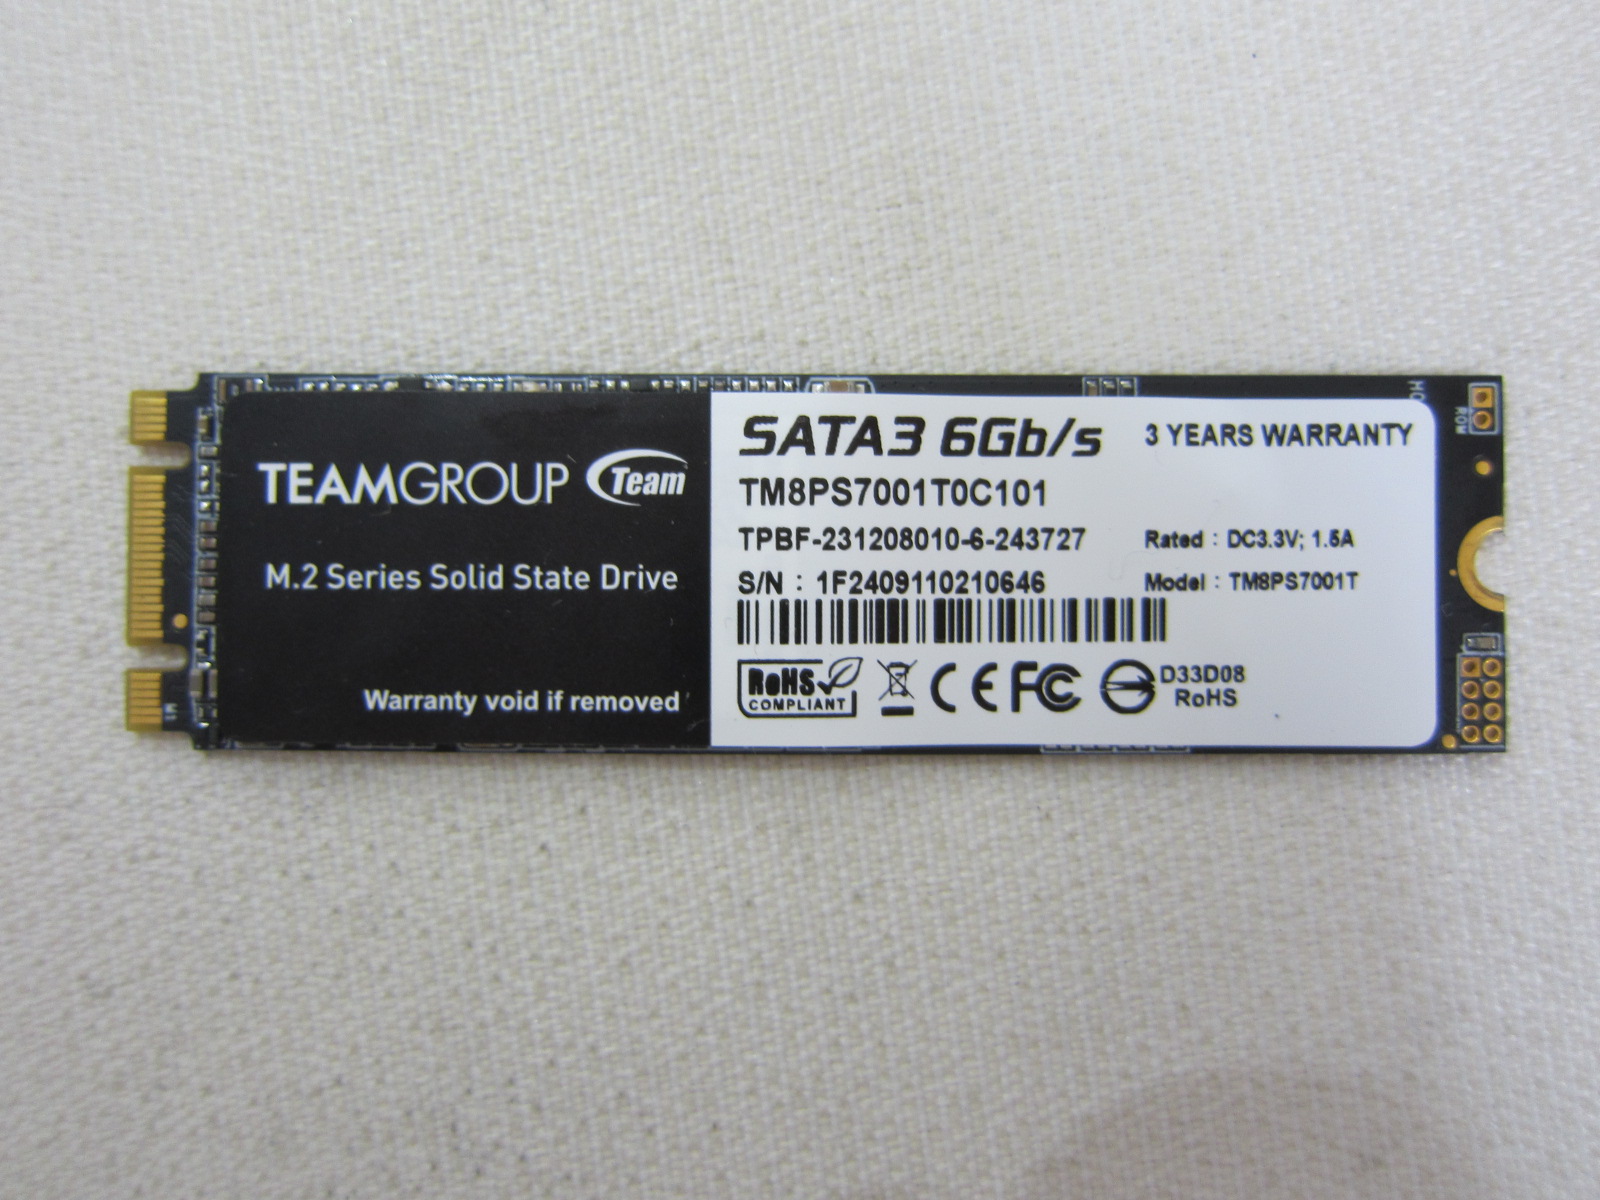 TEAMGROUP Team
M.2 Series Solid State Drive
Warranty void if removed
SATA3 6Gb/s
3 YEARS WARRANTY
TM8PS7001T0C101
TPBF-231208010-6-243727
Rated : DC3.3V; 1.5A
S/N : 1F2409110210646
Model : TM8PS7001T
RoHS
COMPLIANT
CE FC
D33D08
RoHS
ROW